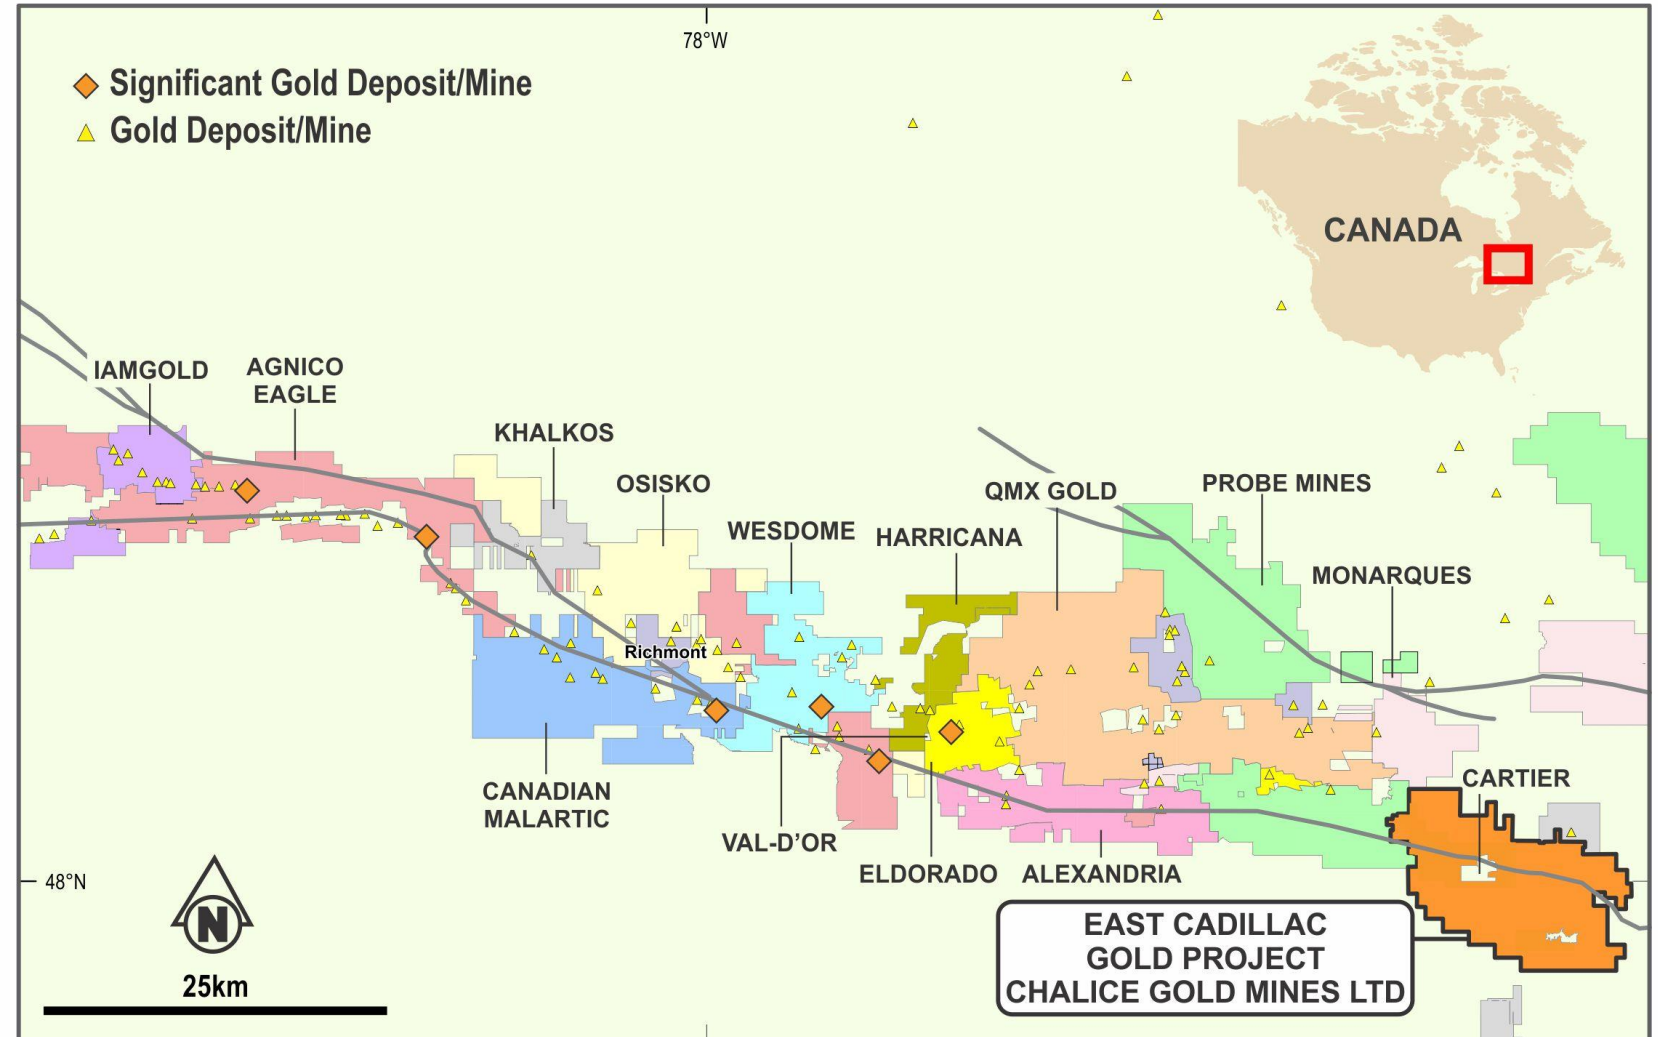 78°W
Significant Gold Deposit/Mine
Gold Deposit/Mine
CANADA
IAMGOLD
AGNICO
EAGLE
KHALKOS
OSISKO
WESDOME
HARRICANA
QMX GOLD
PROBE MINES
MONARQUES
Richmont
CANADIAN
MALARTIC
VAL-D'OR
ELDORADO
ALEXANDRIA
CARTIER
48°N
N
25km
EAST CADILLAC
GOLD PROJECT
CHALICE GOLD MINES LTD